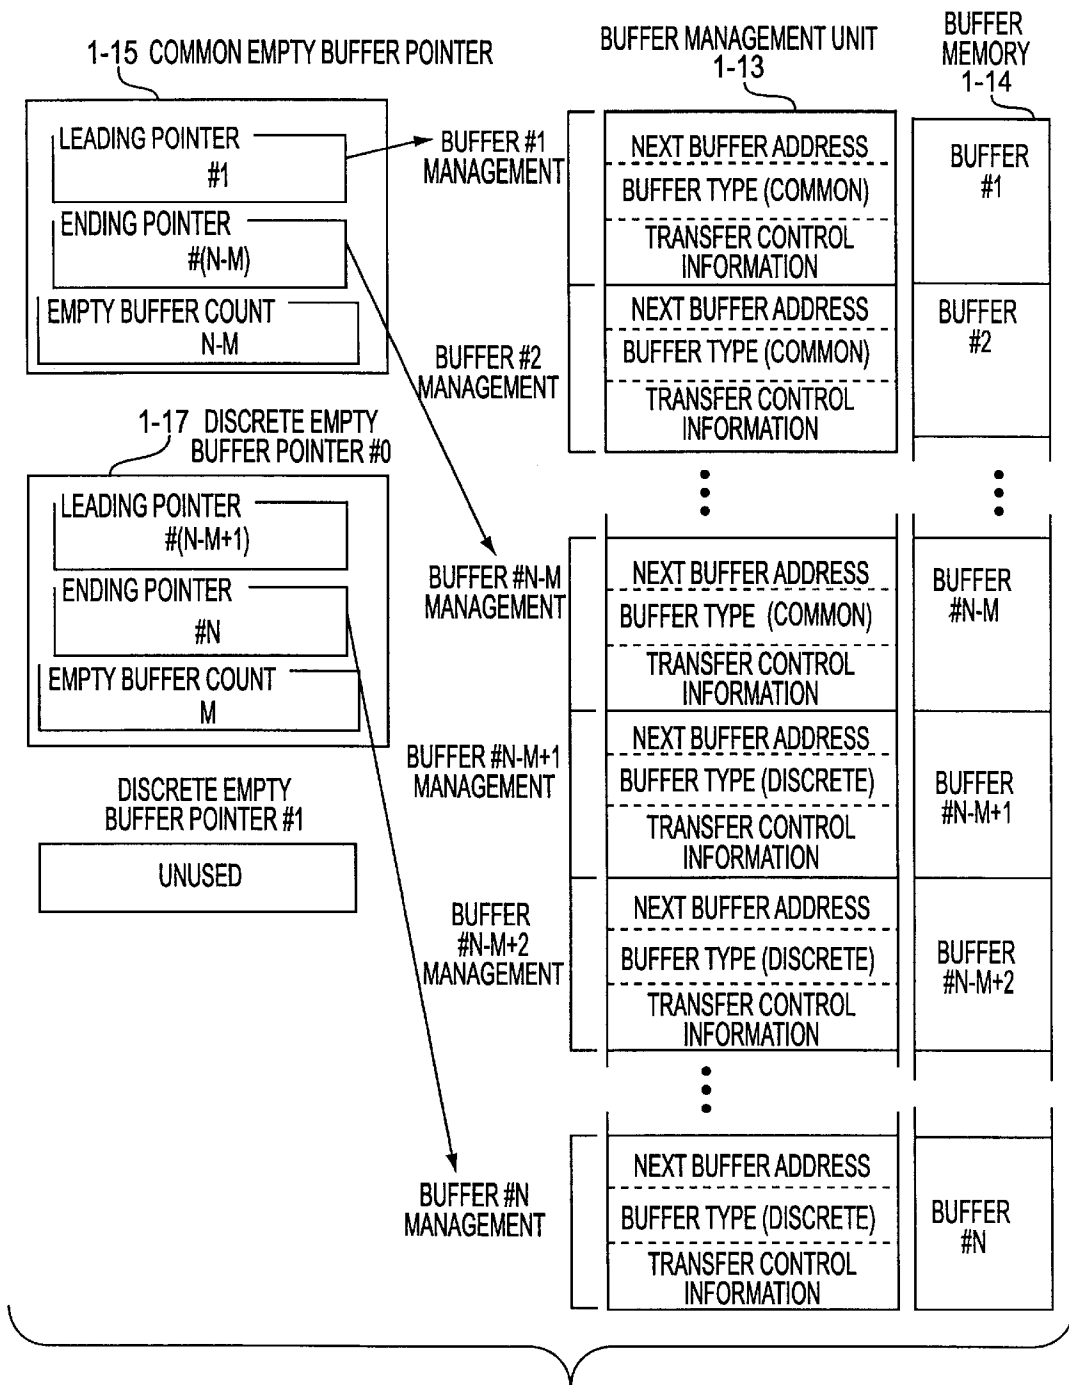 1-15 COMMON EMPTY BUFFER POINTER
LEADING POINTER
#1
ENDING POINTER
#(N-M)
EMPTY BUFFER COUNT
N-M
1-17 DISCRETE EMPTY
BUFFER POINTER #0
LEADING POINTER
#(N-M+1)
ENDING POINTER
#N
EMPTY BUFFER COUNT
M
DISCRETE EMPTY
BUFFER POINTER #1
UNUSED
BUFFER #1
MANAGEMENT
BUFFER #2
MANAGEMENT
BUFFER #N-M
MANAGEMENT
BUFFER #N-M+1
MANAGEMENT
BUFFER
#N-M+2
MANAGEMENT
BUFFER #N
MANAGEMENT
BUFFER MANAGEMENT UNIT
1-13
NEXT BUFFER ADDRESS
BUFFER TYPE (COMMON)
TRANSFER CONTROL
INFORMATION
NEXT BUFFER ADDRESS
BUFFER TYPE (COMMON)
TRANSFER CONTROL
INFORMATION
NEXT BUFFER ADDRESS
BUFFER TYPE (COMMON)
TRANSFER CONTROL
INFORMATION
NEXT BUFFER ADDRESS
BUFFER TYPE (DISCRETE)
TRANSFER CONTROL
INFORMATION
NEXT BUFFER ADDRESS
BUFFER TYPE (DISCRETE)
TRANSFER CONTROL
INFORMATION
NEXT BUFFER ADDRESS
BUFFER TYPE (DISCRETE)
TRANSFER CONTROL
INFORMATION
BUFFER
MEMORY
1-14
BUFFER
#1
BUFFER
#2
BUFFER
#N-M
BUFFER
#N-M+1
BUFFER
#N-M+2
BUFFER
#N